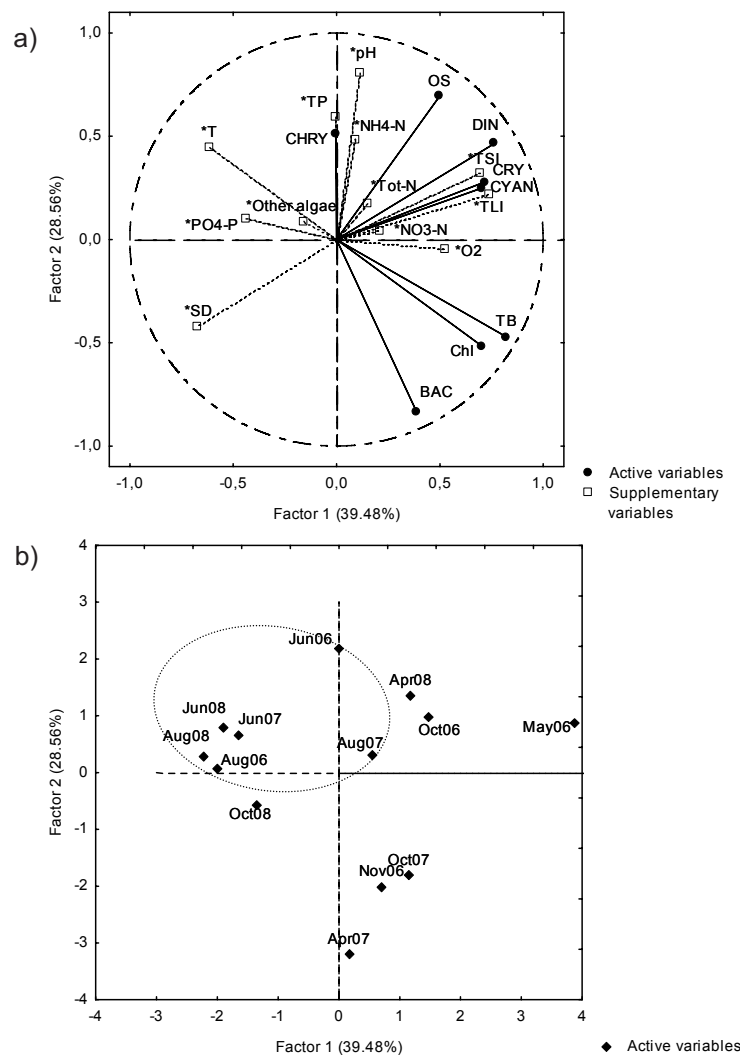 a)
1,0
*pH
OS
*TP
DIN
CHRY
*NH4-N
0,5
*T
*TSI
CRY
CYAN
*Tot-N
*TLI
*Other algae
*PO4-P
*NO3-N
0,0
*O2
*SD
TB
-0,5
Chl
BAC
-1,0
Factor 2 (28.56%)
-1,0 -0,5 0,0 0,5 1,0
Factor 1 (39.48%)
Active variables
Supplementary
variables
b)
4
3
Jun06
2
Apr08
Jun08
Jun07
Oct06
May06
1
Aug08
Aug07
Aug06
0
Oct08
-1
Oct07
Nov06
-2
Apr07
-3
-4
Factor 2 (28.56%)
-4 -3 -2 -1 0 1 2 3 4
Factor 1 (39.48%)
Active variables